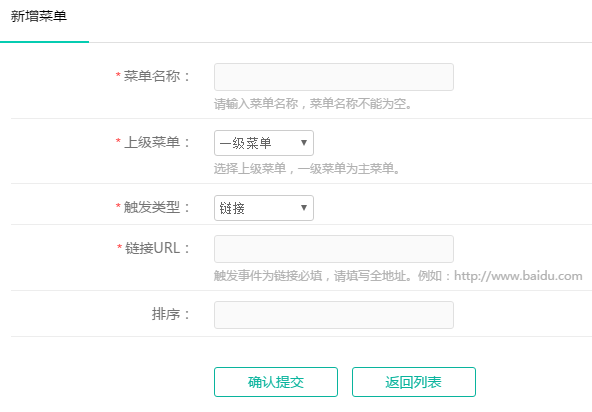 新增菜单
* 菜单名称：
请输入菜单名称，菜单名称不能为空。
* 上级菜单： 一级菜单
选择上级菜单，一级菜单为主菜单。
* 触发类型： 链接
* 链接URL：
触发事件为链接必填，请填写全地址。例如：http://www.baidu.com
排序：
确认提交 返回列表